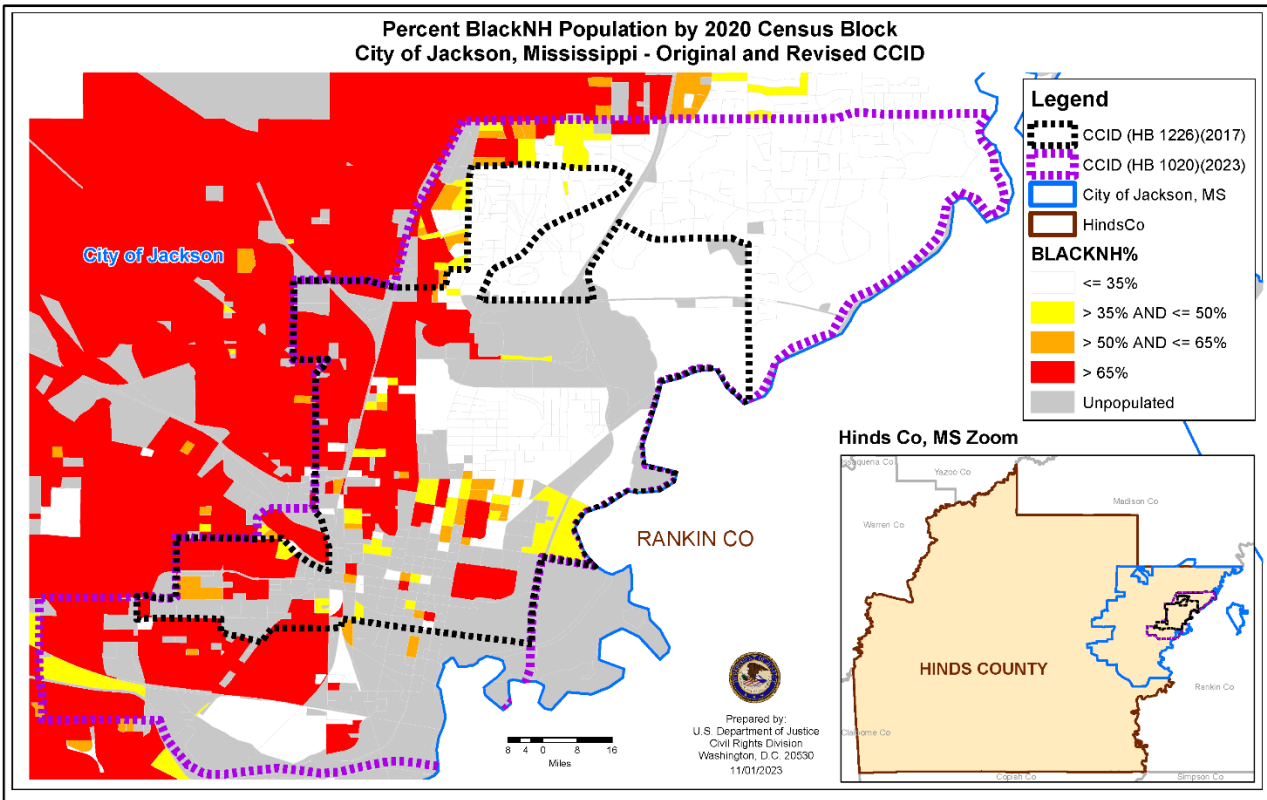 Percent BlackNH Population by 2020 Census Block
City of Jackson, Mississippi - Original and Revised CCID
Legend
CCID (HB 1226)(2017)
CCID (HB 1020)(2023)
City of Jackson, MS
HindsCo
BLACKNH%
<= 35%
> 35% AND <= 50%
> 50% AND <= 65%
> 65%
Unpopulated
City of Jackson
RANKIN CO
Hinds Co, MS Zoom
Yazoo Co
Madison Co
Warren Co
HINDS COUNTY
Rankin Co
Copiah Co
Simpson Co
Prepared by:
U.S. Department of Justice
Civil Rights Division
Washington, D.C. 20530
11/01/2023
8 4 0 8 16
Miles